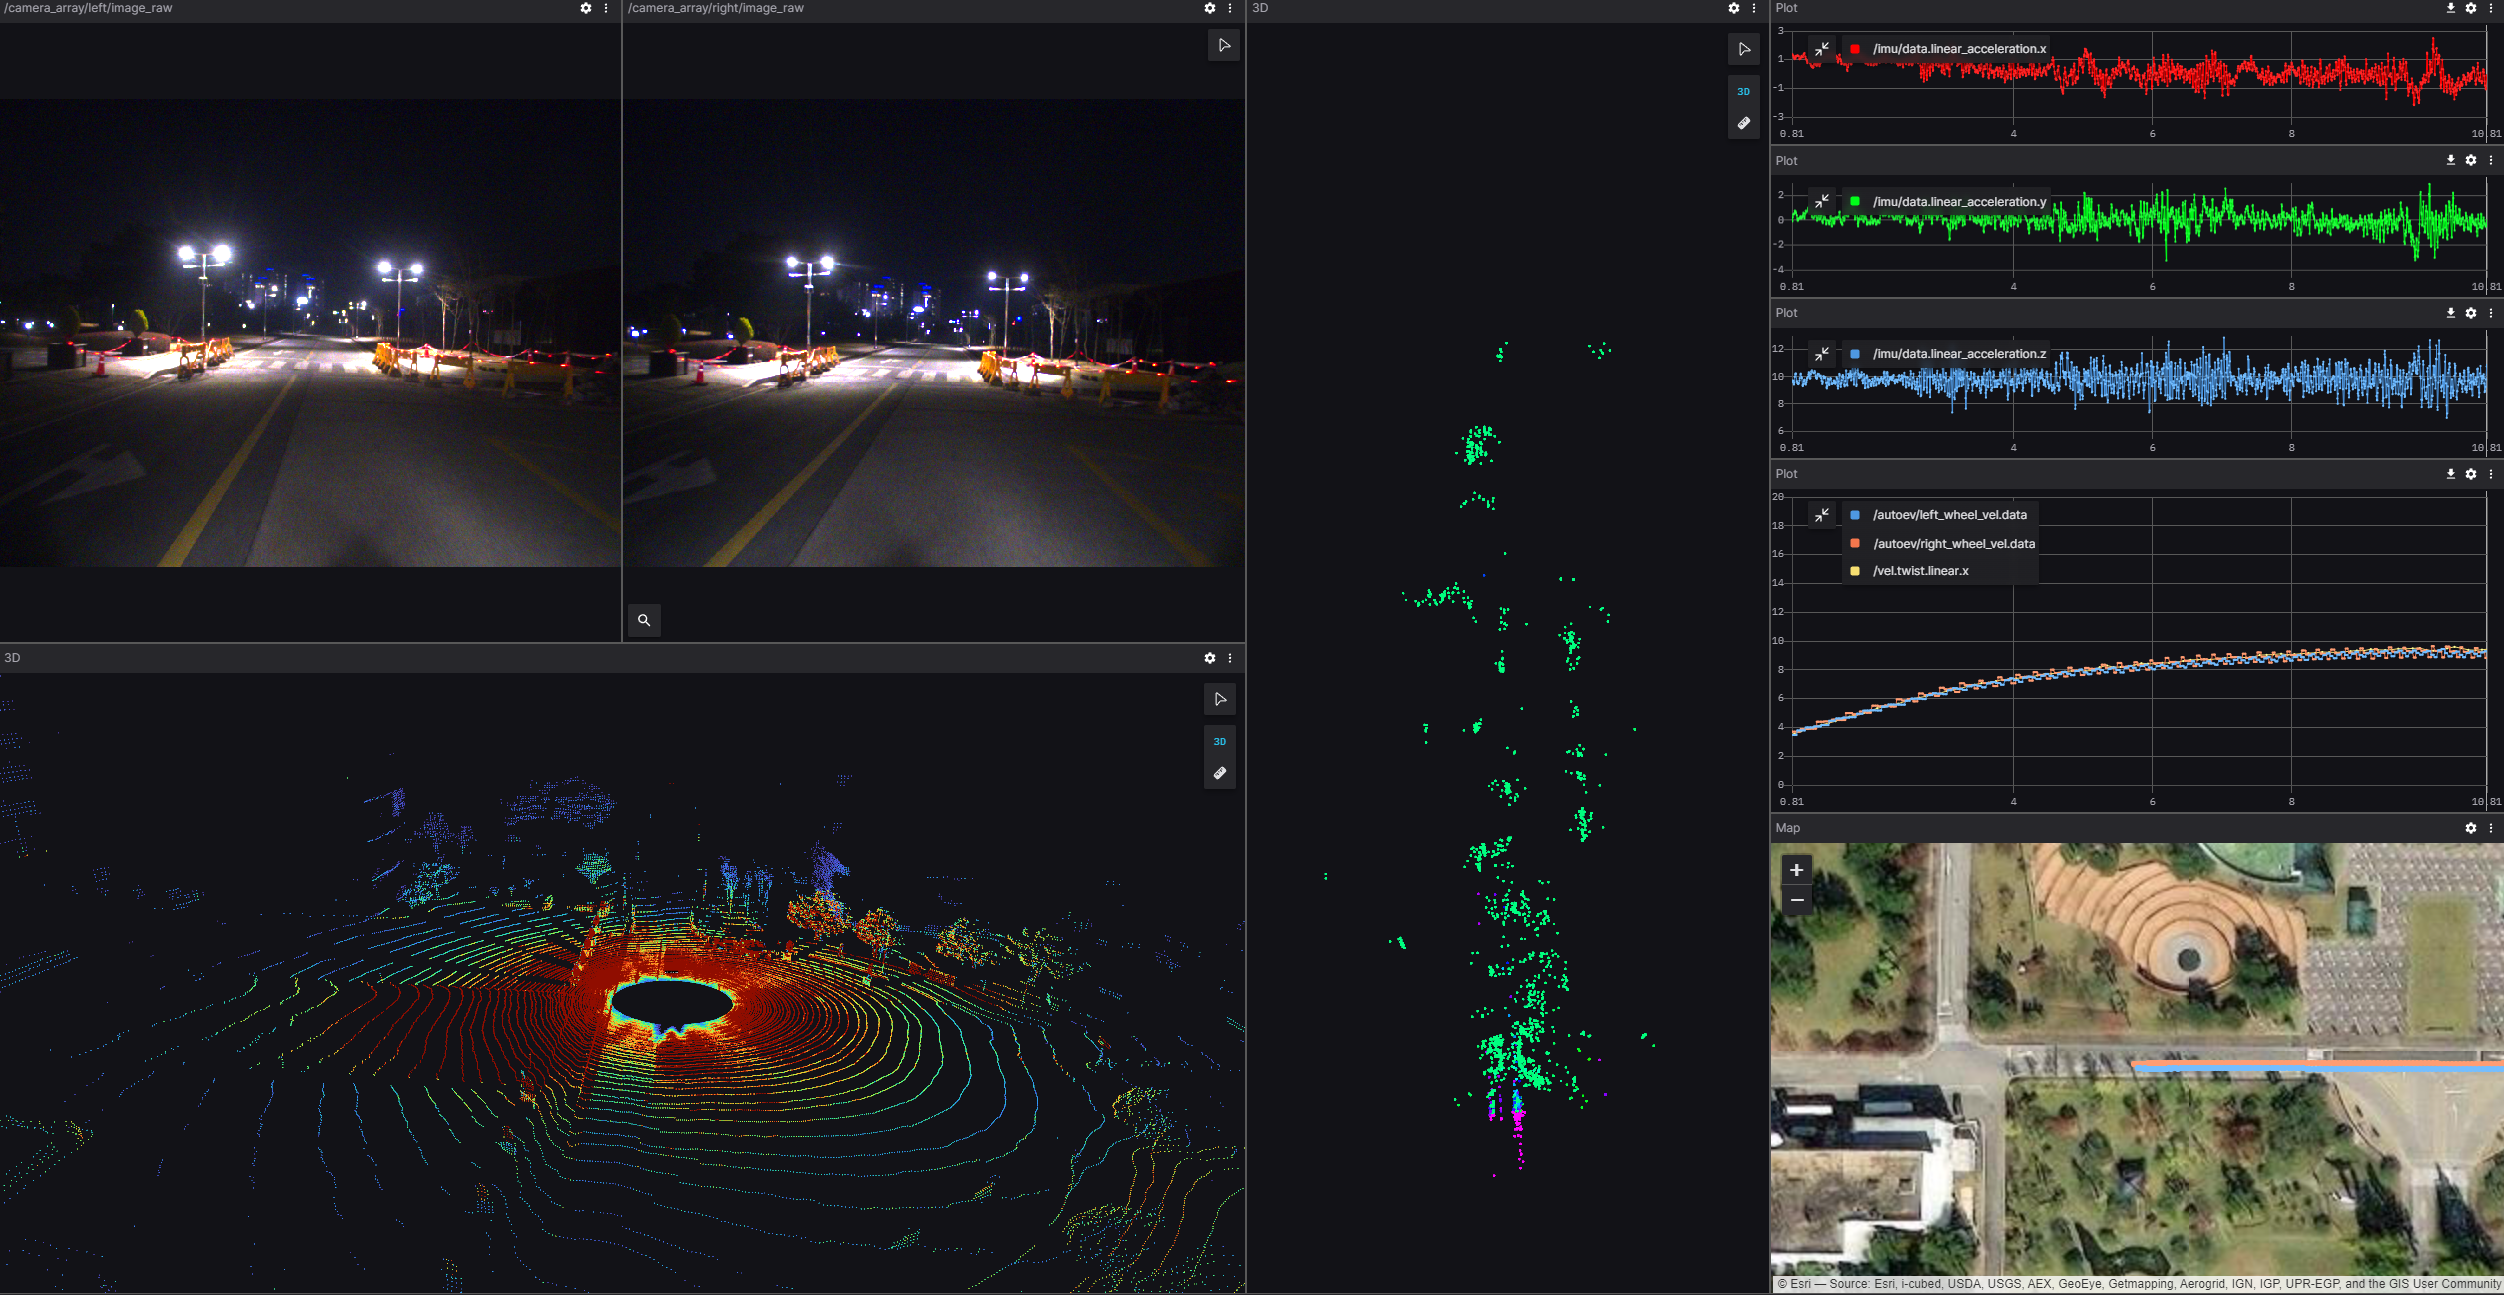 /camera_array/left/image_raw
/camera_array/right/image_raw
3D
3D
3D
3D
Plot
/imu/data.linear_acceleration.x
3
1
-1
-3
0.81 4 6 8 10.81
Plot
/imu/data.linear_acceleration.y
2
0
-2
-4
0.81 4 6 8 10.81
Plot
/imu/data.linear_acceleration.z
12
10
8
6
0.81 4 6 8 10.81
Plot
/autoev/left_wheel_vel.data
/autoev/right_wheel_vel.data
/vel.twist.linear.x
20
18
16
14
12
10
8
6
4
2
0
0.81 4 6 8 10.81
Map
+
−
© Esri — Source: Esri, i-cubed, USDA, USGS, AEX, GeoEye, Getmapping, Aerogrid, IGN, IGP, UPR-EGP, and the GIS User Community